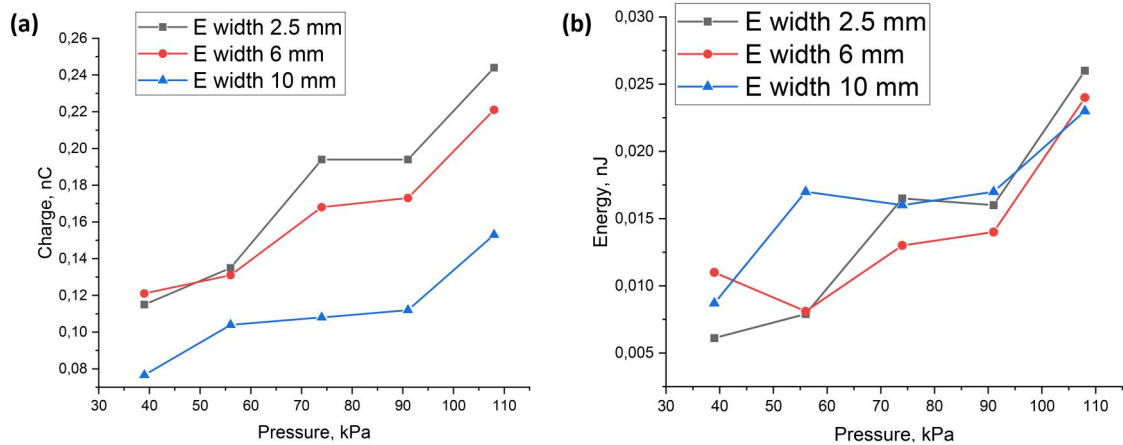 (a)
E width 2.5 mm
E width 6 mm
E width 10 mm
0,26
0,24
0,22
0,20
0,18
0,16
0,14
0,12
0,10
0,08
Charge, nC
30 40 50 60 70 80 90 100 110
Pressure, kPa
(b)
E width 2.5 mm
E width 6 mm
E width 10 mm
0,030
0,025
0,020
0,015
0,010
0,005
Energy, nJ
30 40 50 60 70 80 90 100 110
Pressure, kPa